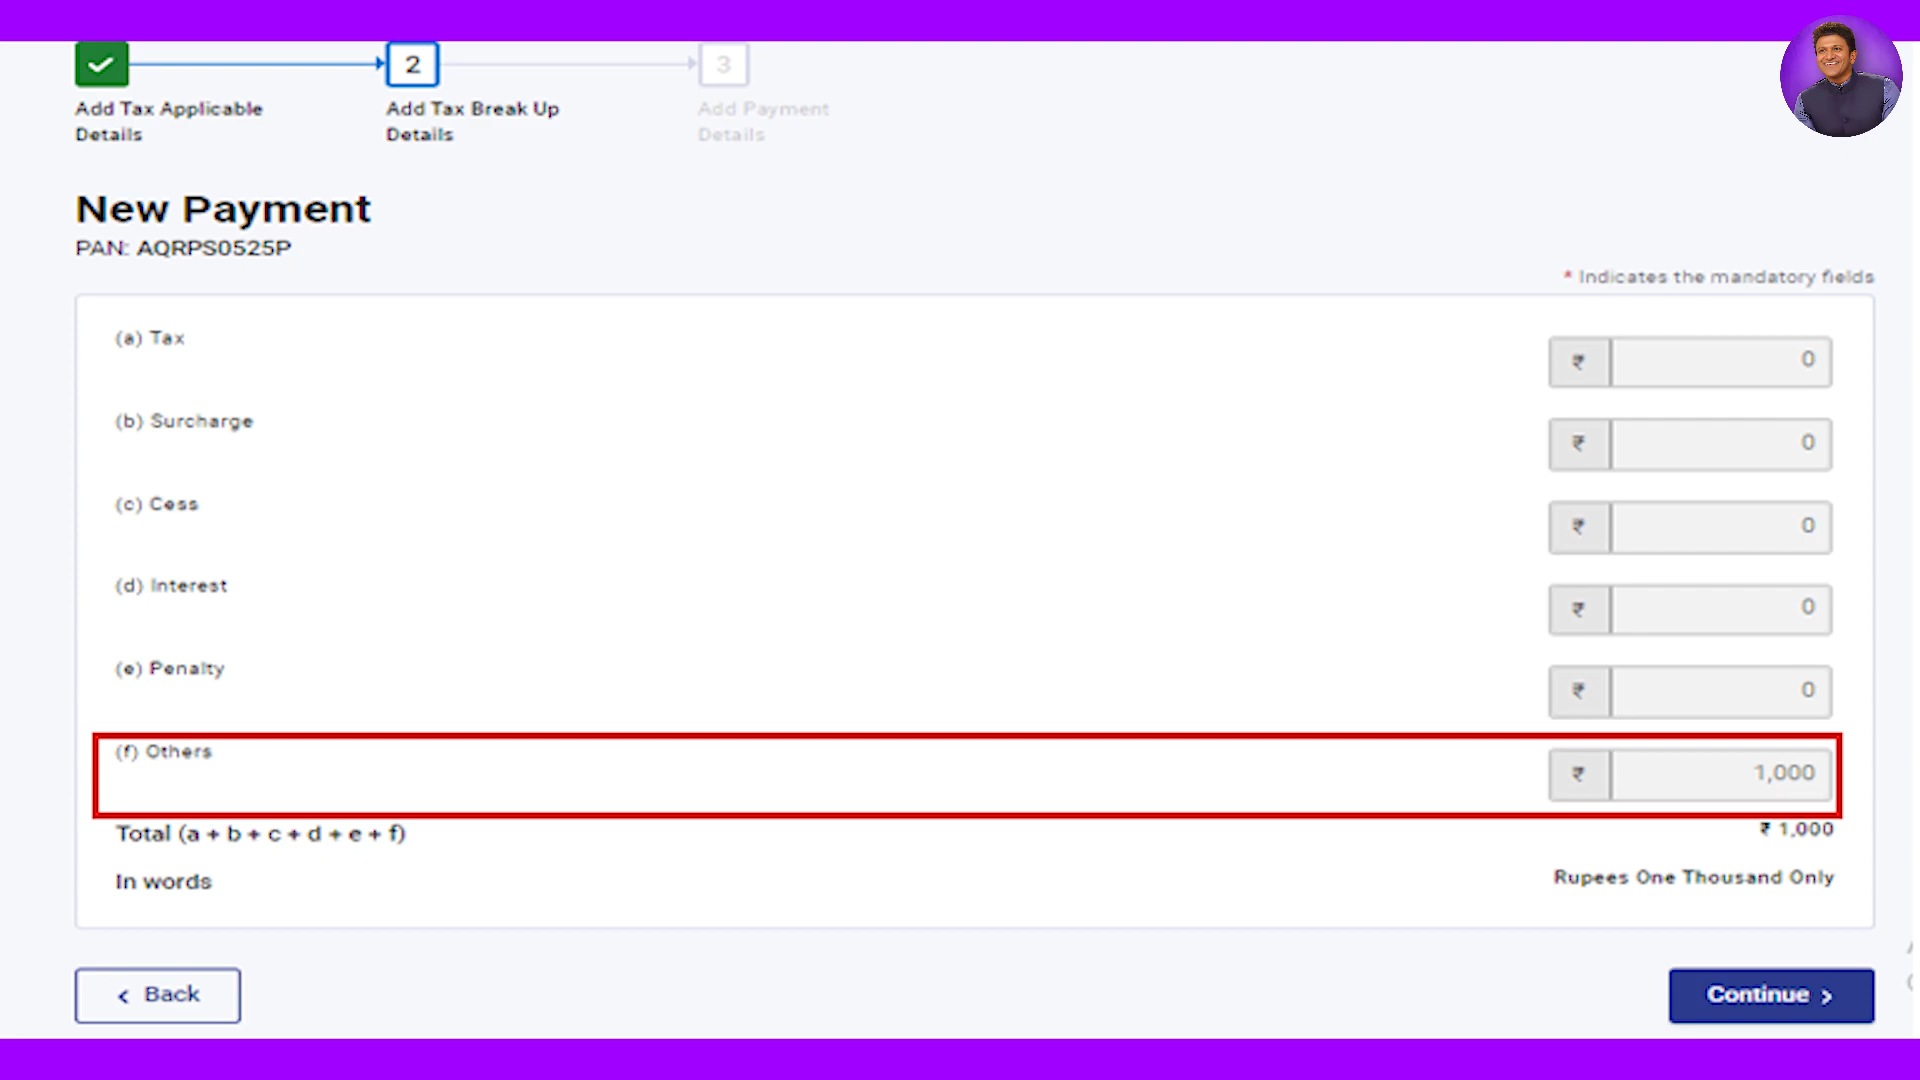 2
3
Add Tax Applicable
Details
Add Tax Break Up
Details
Add Payment
Details
New Payment
PAN: AQRPS0525P
* Indicates the mandatory fields
(a) Tax
₹ 0
(b) Surcharge
₹ 0
(c) Cess
₹ 0
(d) Interest
₹ 0
(e) Penalty
₹ 0
(f) Others
₹ 1,000
Total (a + b + c + d + e + f)
₹ 1,000
In words
Rupees One Thousand Only
< Back
Continue >